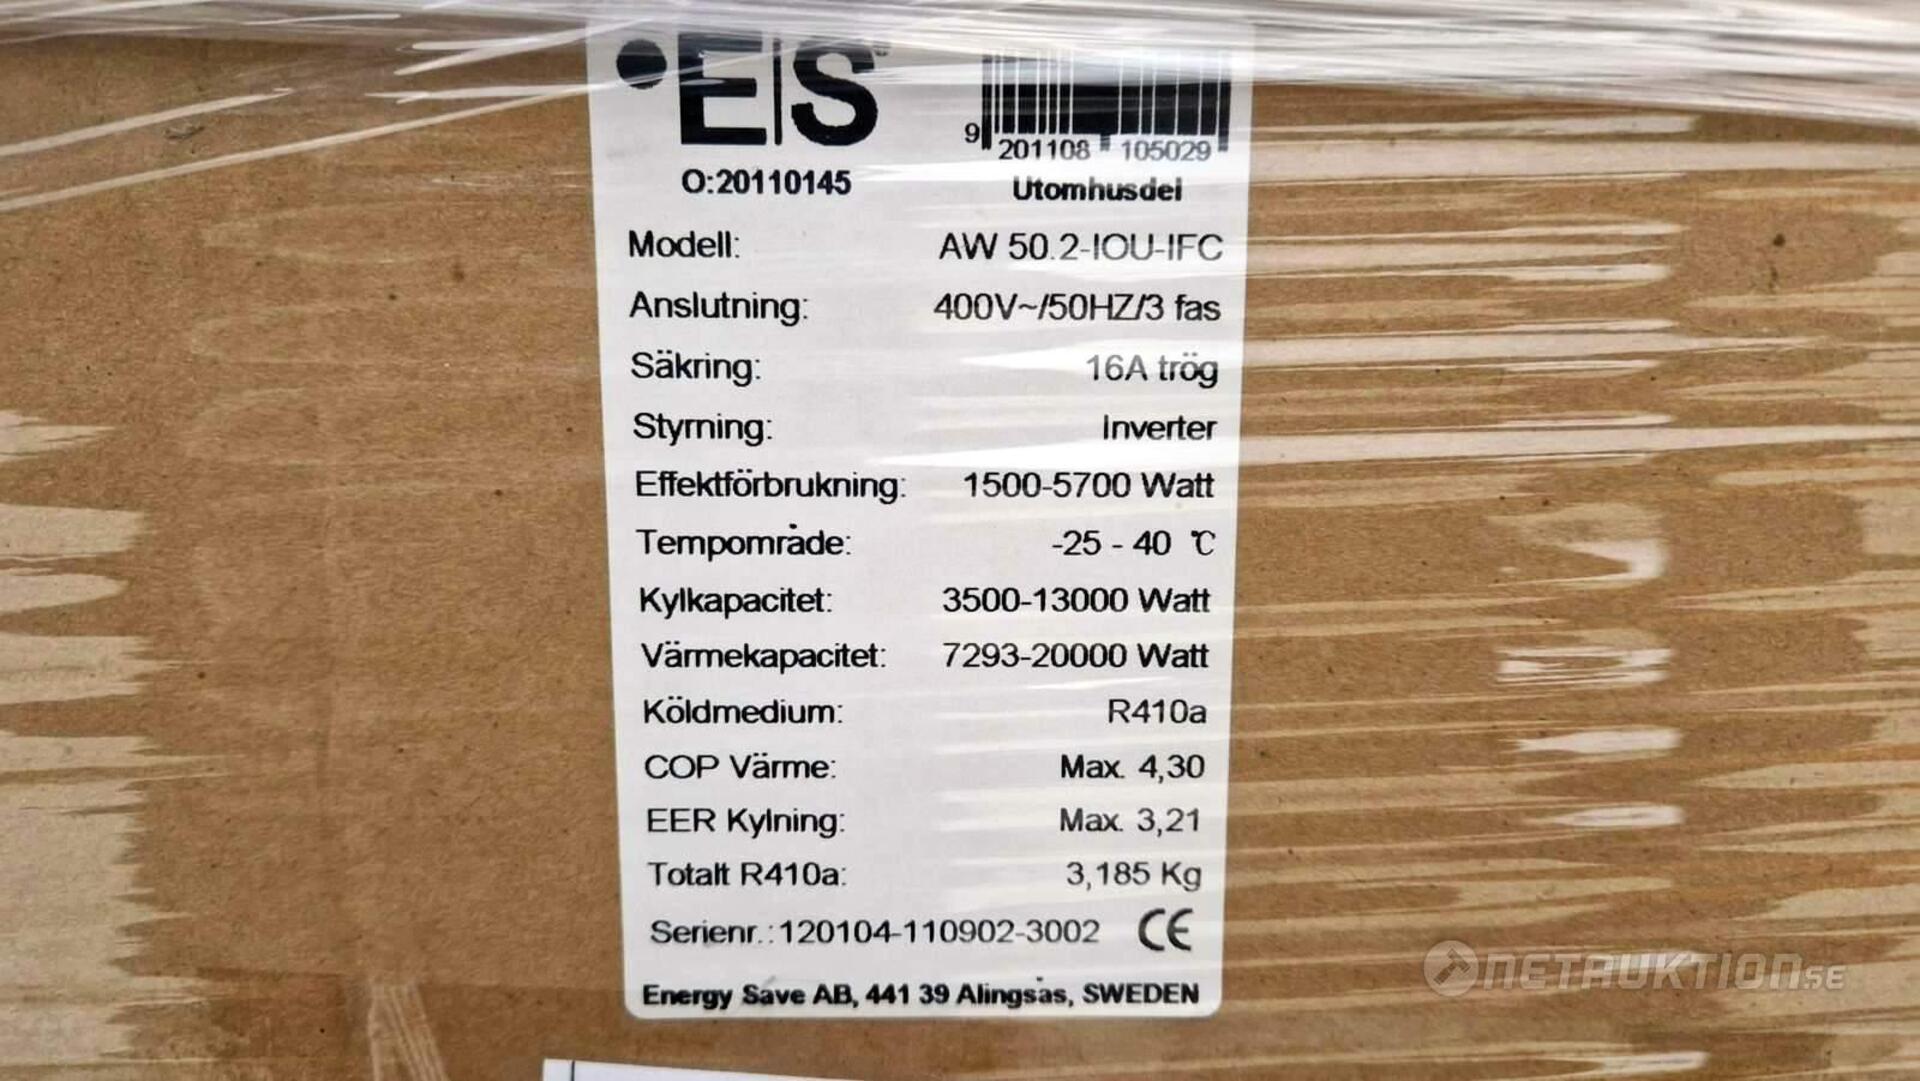 •E|S®
9 201108 105029
O:20110145
Utomhusdel
Modell: AW 50.2-IOU-IFC
Anslutning: 400V~/50HZ/3 fas
Säkring: 16A trög
Styrning: Inverter
Effektförbrukning: 1500-5700 Watt
Tempområde: -25 - 40 ℃
Kylkapacitet: 3500-13000 Watt
Värmekapacitet: 7293-20000 Watt
Köldmedium: R410a
COP Värme: Max. 4,30
EER Kylning: Max. 3,21
Totalt R410a: 3,185 Kg
Serienr.: 120104-110902-3002 CE
Energy Save AB, 441 39 Alingsås, SWEDEN
NETAUKTION.SE